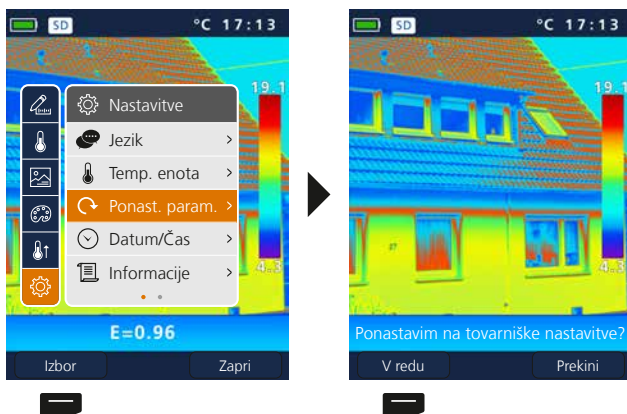 SD °C 17:13
19.1
Nastavitve
Jezik
Temp. enota
Ponast. param.
Datum/Čas
Informacije
4.3
E=0.96
Izbor Zapri
SD °C 17:13
19.1
4.3
Ponastavim na tovarniške nastavitve?
V redu Prekini